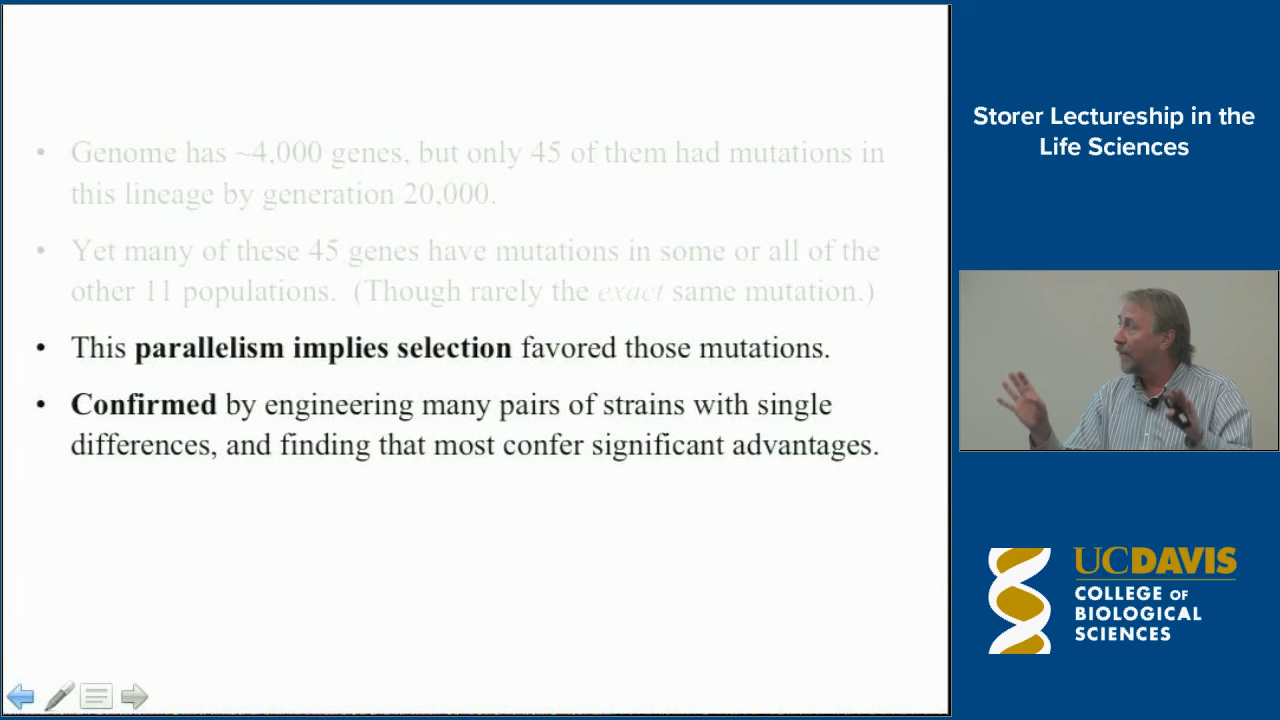 • Genome has ~4,000 genes, but only 45 of them had mutations in
this lineage by generation 20,000.
• Yet many of these 45 genes have mutations in some or all of the
other 11 populations. (Though rarely the exact same mutation.)
• This parallelism implies selection favored those mutations.
• Confirmed by engineering many pairs of strains with single
differences, and finding that most confer significant advantages.
Storer Lectureship in the
Life Sciences
UCDAVIS
COLLEGE OF
BIOLOGICAL
SCIENCES